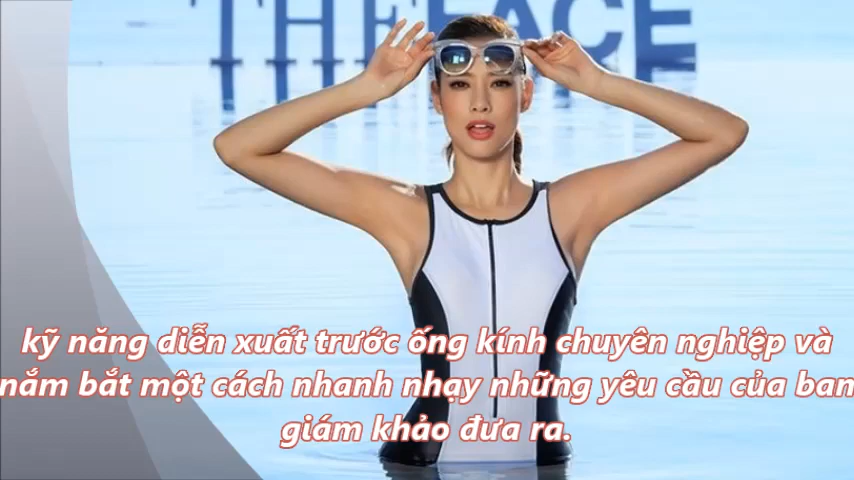 THE FACE
kỹ năng diễn xuất trước ống kính chuyên nghiệp và
nắm bắt một cách nhanh nhạy những yêu cầu của ban
giám khảo đưa ra.